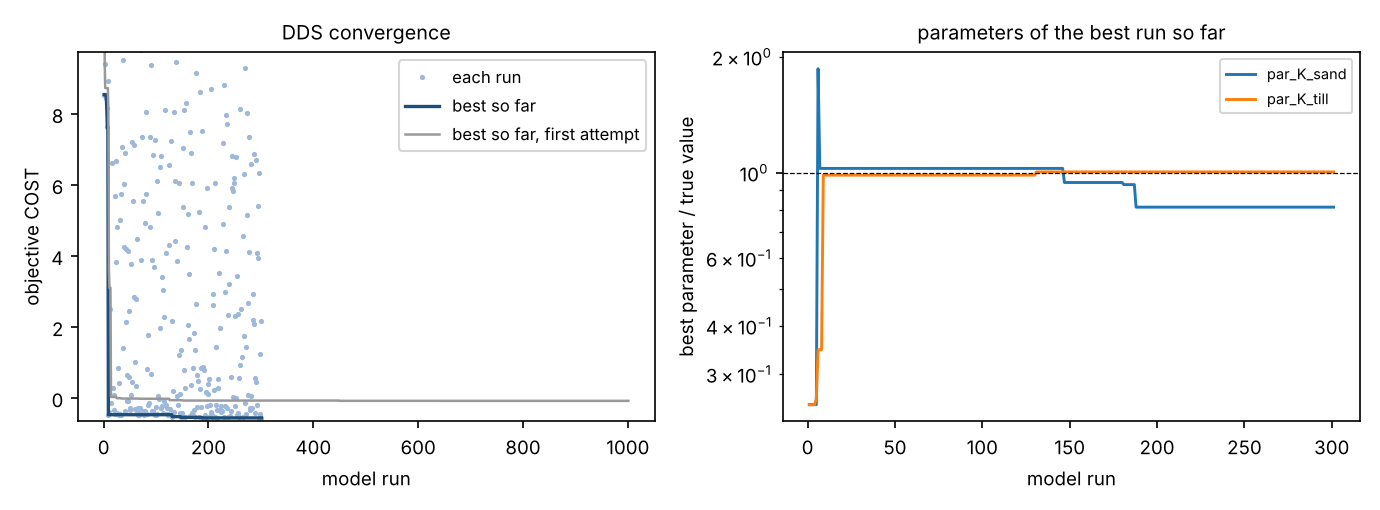 DDS convergence
objective COST
8
6
4
2
0
each run
best so far
best so far, first attempt
0 200 400 600 800 1000
model run
parameters of the best run so far
best parameter / true value
2 × 10⁰
10⁰
6 × 10⁻¹
4 × 10⁻¹
3 × 10⁻¹
par_K_sand
par_K_till
0 50 100 150 200 250 300
model run